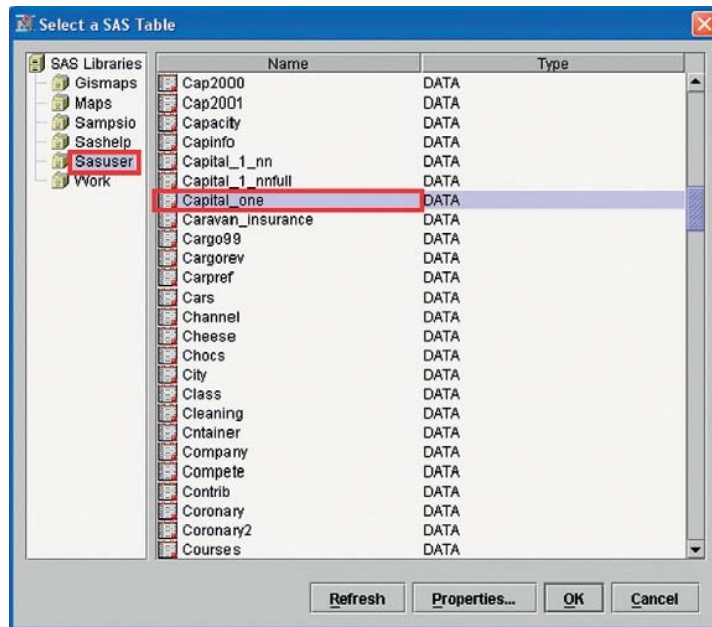 Select a SAS Table
SAS Libraries
Gismaps
Maps
Sampsio
Sashelp
Sasuser
Work
Name Type
Cap2000 DATA
Cap2001 DATA
Capacity DATA
Capinfo DATA
Capital_1_nn DATA
Capital_1_nnfull DATA
Capital_one DATA
Caravan_insurance DATA
Cargo99 DATA
Cargorev DATA
Carpref DATA
Cars DATA
Channel DATA
Cheese DATA
Chocs DATA
City DATA
Class DATA
Cleaning DATA
Cntainer DATA
Company DATA
Compete DATA
Contrib DATA
Coronary DATA
Coronary2 DATA
Courses DATA
Refresh Properties... OK Cancel